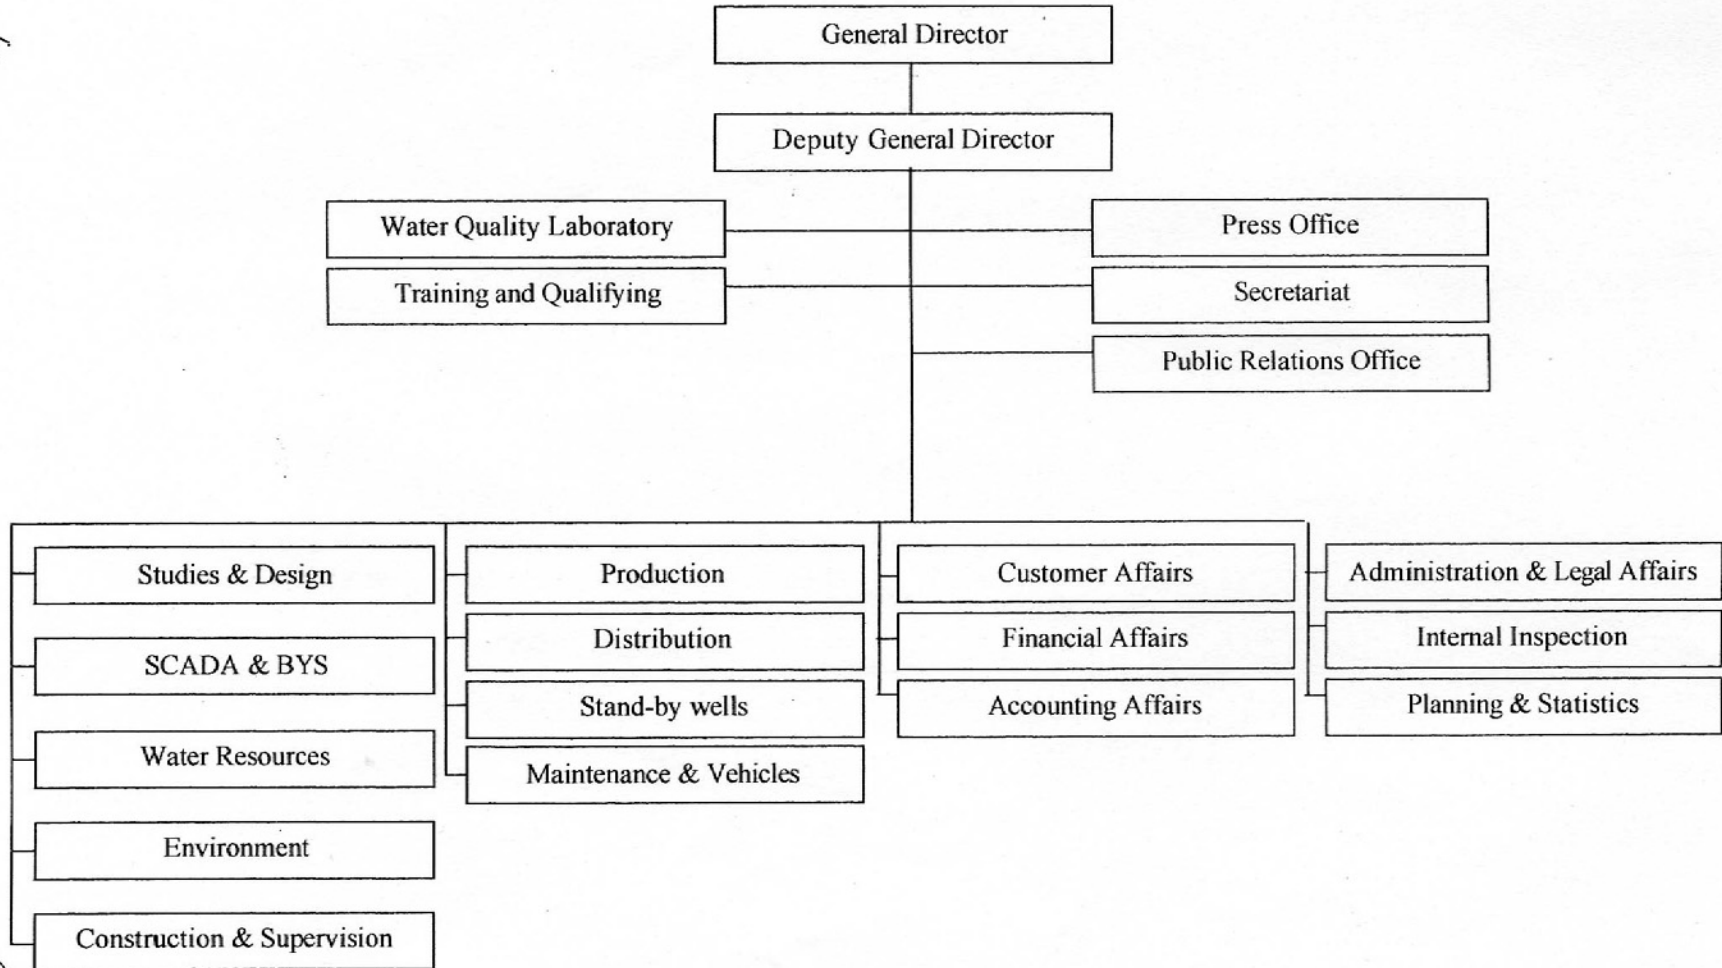 General Director
Deputy General Director
Water Quality Laboratory
Press Office
Training and Qualifying
Secretariat
Public Relations Office
Studies & Design
SCADA & BYS
Water Resources
Environment
Construction & Supervision
Production
Distribution
Stand-by wells
Maintenance & Vehicles
Customer Affairs
Financial Affairs
Accounting Affairs
Administration & Legal Affairs
Internal Inspection
Planning & Statistics